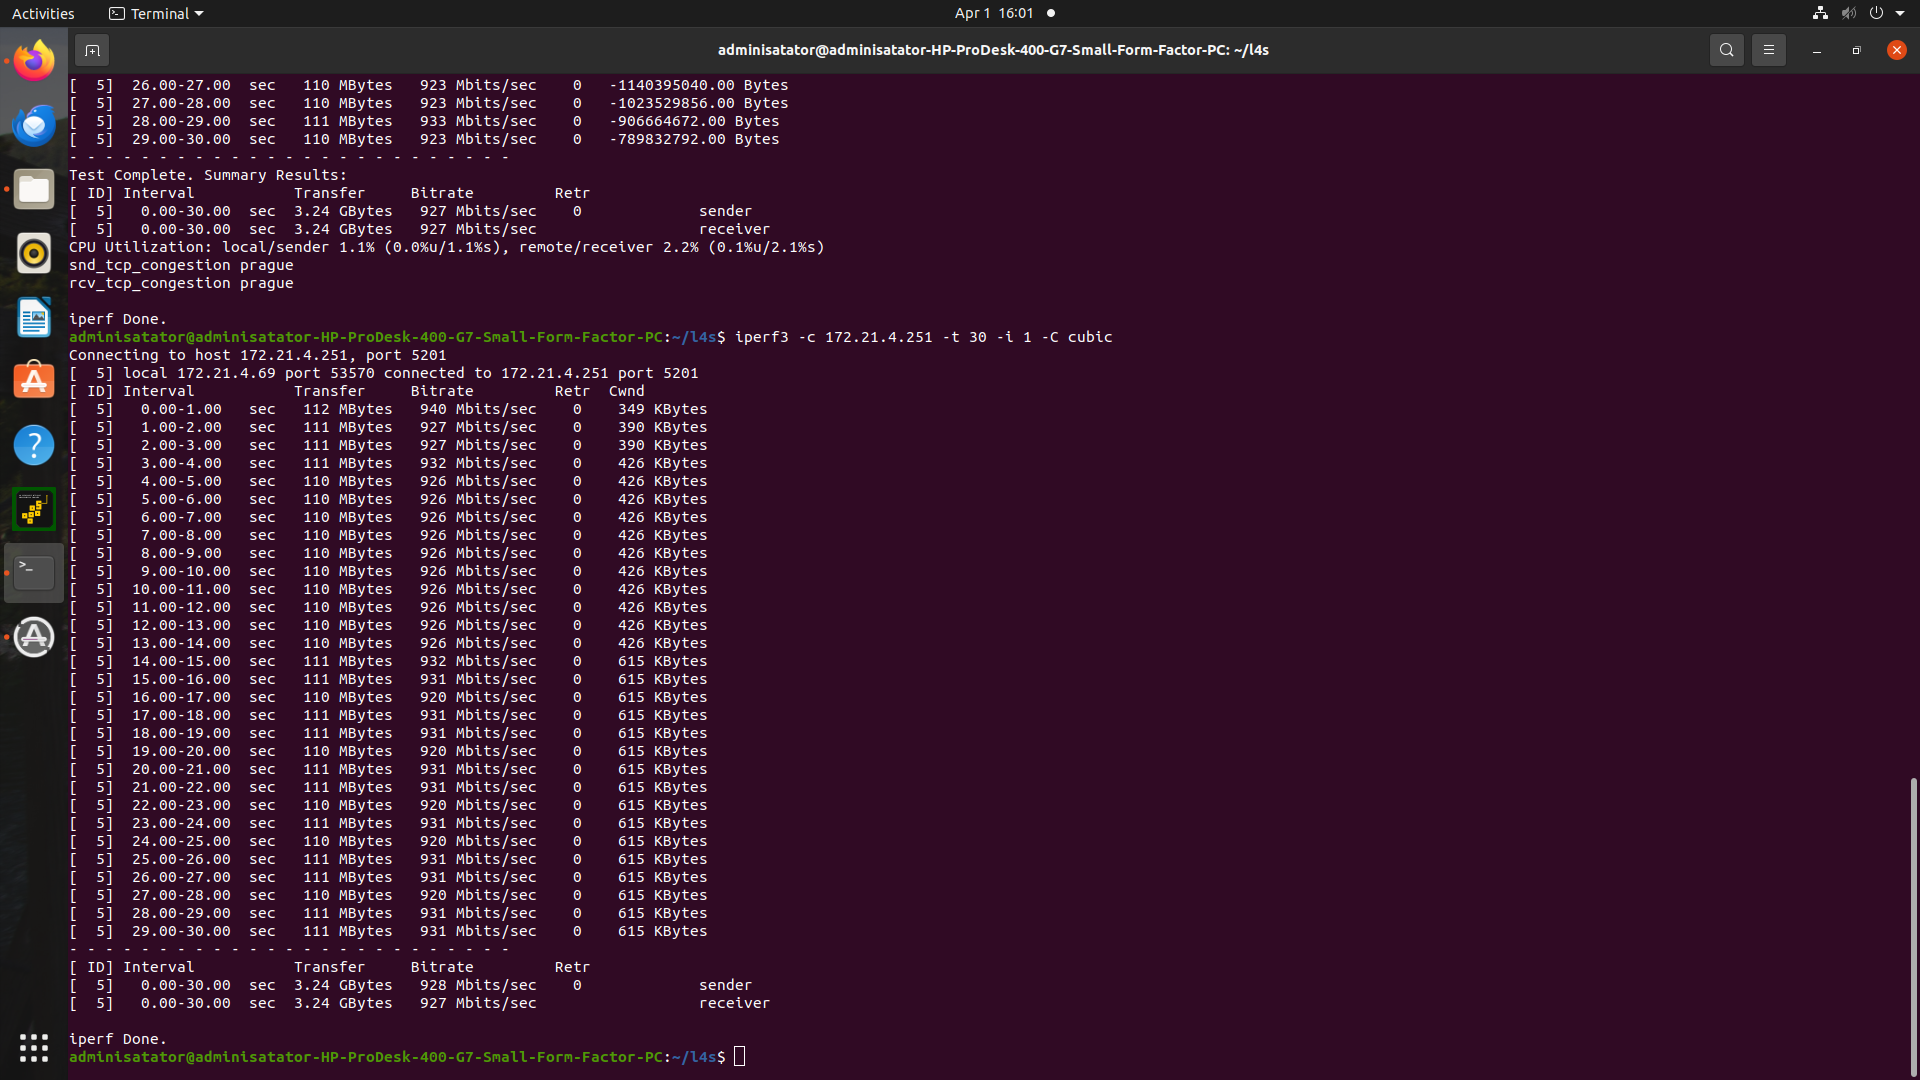 Activities
Terminal
Apr 1 16:01
adminisatator@adminisatator-HP-ProDesk-400-G7-Small-Form-Factor-PC: ~/l4s
[  5]  26.00-27.00  sec   110 MBytes   923 Mbits/sec    0   -1140395040.00 Bytes
[  5]  27.00-28.00  sec   110 MBytes   923 Mbits/sec    0   -1023529856.00 Bytes
[  5]  28.00-29.00  sec   111 MBytes   933 Mbits/sec    0   -906664672.00 Bytes
[  5]  29.00-30.00  sec   110 MBytes   923 Mbits/sec    0   -789832792.00 Bytes
- - - - - - - - - - - - - - - - - - - - - - - - -
Test Complete. Summary Results:
[ ID] Interval           Transfer     Bitrate         Retr
[  5]   0.00-30.00  sec  3.24 GBytes   927 Mbits/sec    0             sender
[  5]   0.00-30.00  sec  3.24 GBytes   927 Mbits/sec                  receiver
CPU Utilization: local/sender 1.1% (0.0%u/1.1%s), remote/receiver 2.2% (0.1%u/2.1%s)
snd_tcp_congestion prague
rcv_tcp_congestion prague
iperf Done.
adminisatator@adminisatator-HP-ProDesk-400-G7-Small-Form-Factor-PC:~/l4s$ iperf3 -c 172.21.4.251 -t 30 -i 1 -C cubic
Connecting to host 172.21.4.251, port 5201
[  5] local 172.21.4.69 port 53570 connected to 172.21.4.251 port 5201
[ ID] Interval           Transfer     Bitrate         Retr  Cwnd
[  5]   0.00-1.00   sec   112 MBytes   940 Mbits/sec    0    349 KBytes
[  5]   1.00-2.00   sec   111 MBytes   927 Mbits/sec    0    390 KBytes
[  5]   2.00-3.00   sec   111 MBytes   927 Mbits/sec    0    390 KBytes
[  5]   3.00-4.00   sec   111 MBytes   932 Mbits/sec    0    426 KBytes
[  5]   4.00-5.00   sec   110 MBytes   926 Mbits/sec    0    426 KBytes
[  5]   5.00-6.00   sec   110 MBytes   926 Mbits/sec    0    426 KBytes
[  5]   6.00-7.00   sec   110 MBytes   926 Mbits/sec    0    426 KBytes
[  5]   7.00-8.00   sec   110 MBytes   926 Mbits/sec    0    426 KBytes
[  5]   8.00-9.00   sec   110 MBytes   926 Mbits/sec    0    426 KBytes
[  5]   9.00-10.00  sec   110 MBytes   926 Mbits/sec    0    426 KBytes
[  5]  10.00-11.00  sec   110 MBytes   926 Mbits/sec    0    426 KBytes
[  5]  11.00-12.00  sec   110 MBytes   926 Mbits/sec    0    426 KBytes
[  5]  12.00-13.00  sec   110 MBytes   926 Mbits/sec    0    426 KBytes
[  5]  13.00-14.00  sec   110 MBytes   926 Mbits/sec    0    426 KBytes
[  5]  14.00-15.00  sec   111 MBytes   932 Mbits/sec    0    615 KBytes
[  5]  15.00-16.00  sec   111 MBytes   931 Mbits/sec    0    615 KBytes
[  5]  16.00-17.00  sec   110 MBytes   920 Mbits/sec    0    615 KBytes
[  5]  17.00-18.00  sec   111 MBytes   931 Mbits/sec    0    615 KBytes
[  5]  18.00-19.00  sec   111 MBytes   931 Mbits/sec    0    615 KBytes
[  5]  19.00-20.00  sec   110 MBytes   920 Mbits/sec    0    615 KBytes
[  5]  20.00-21.00  sec   111 MBytes   931 Mbits/sec    0    615 KBytes
[  5]  21.00-22.00  sec   111 MBytes   931 Mbits/sec    0    615 KBytes
[  5]  22.00-23.00  sec   110 MBytes   920 Mbits/sec    0    615 KBytes
[  5]  23.00-24.00  sec   111 MBytes   931 Mbits/sec    0    615 KBytes
[  5]  24.00-25.00  sec   110 MBytes   920 Mbits/sec    0    615 KBytes
[  5]  25.00-26.00  sec   111 MBytes   931 Mbits/sec    0    615 KBytes
[  5]  26.00-27.00  sec   111 MBytes   931 Mbits/sec    0    615 KBytes
[  5]  27.00-28.00  sec   110 MBytes   920 Mbits/sec    0    615 KBytes
[  5]  28.00-29.00  sec   111 MBytes   931 Mbits/sec    0    615 KBytes
[  5]  29.00-30.00  sec   111 MBytes   931 Mbits/sec    0    615 KBytes
- - - - - - - - - - - - - - - - - - - - - - - - -
[ ID] Interval           Transfer     Bitrate         Retr
[  5]   0.00-30.00  sec  3.24 GBytes   928 Mbits/sec    0             sender
[  5]   0.00-30.00  sec  3.24 GBytes   927 Mbits/sec                  receiver
iperf Done.
adminisatator@adminisatator-HP-ProDesk-400-G7-Small-Form-Factor-PC:~/l4s$